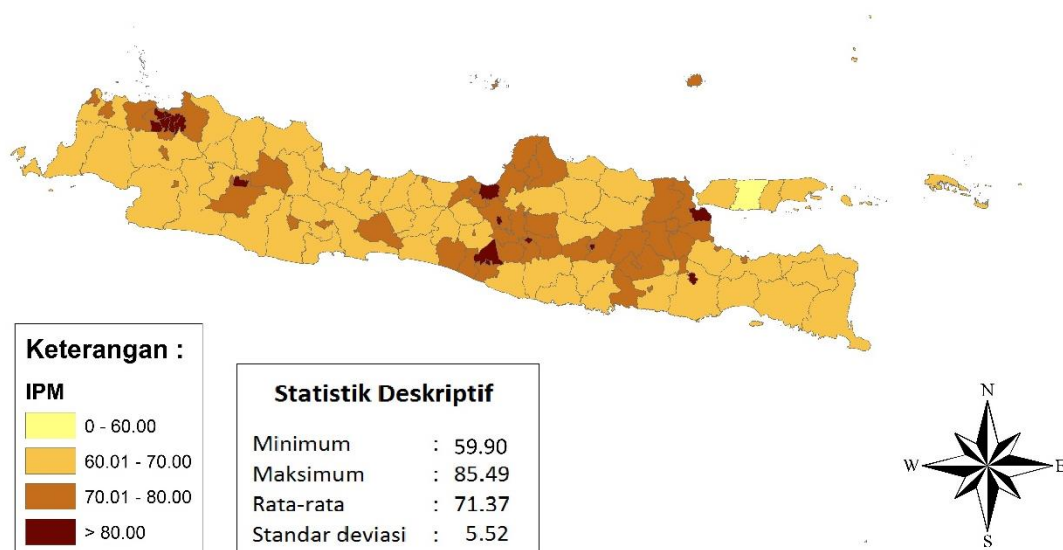 Keterangan :
IPM
0 - 60.00
60.01 - 70.00
70.01 - 80.00
> 80.00
Statistik Deskriptif
Minimum : 59.90
Maksimum : 85.49
Rata-rata : 71.37
Standar deviasi : 5.52
N
W E
S